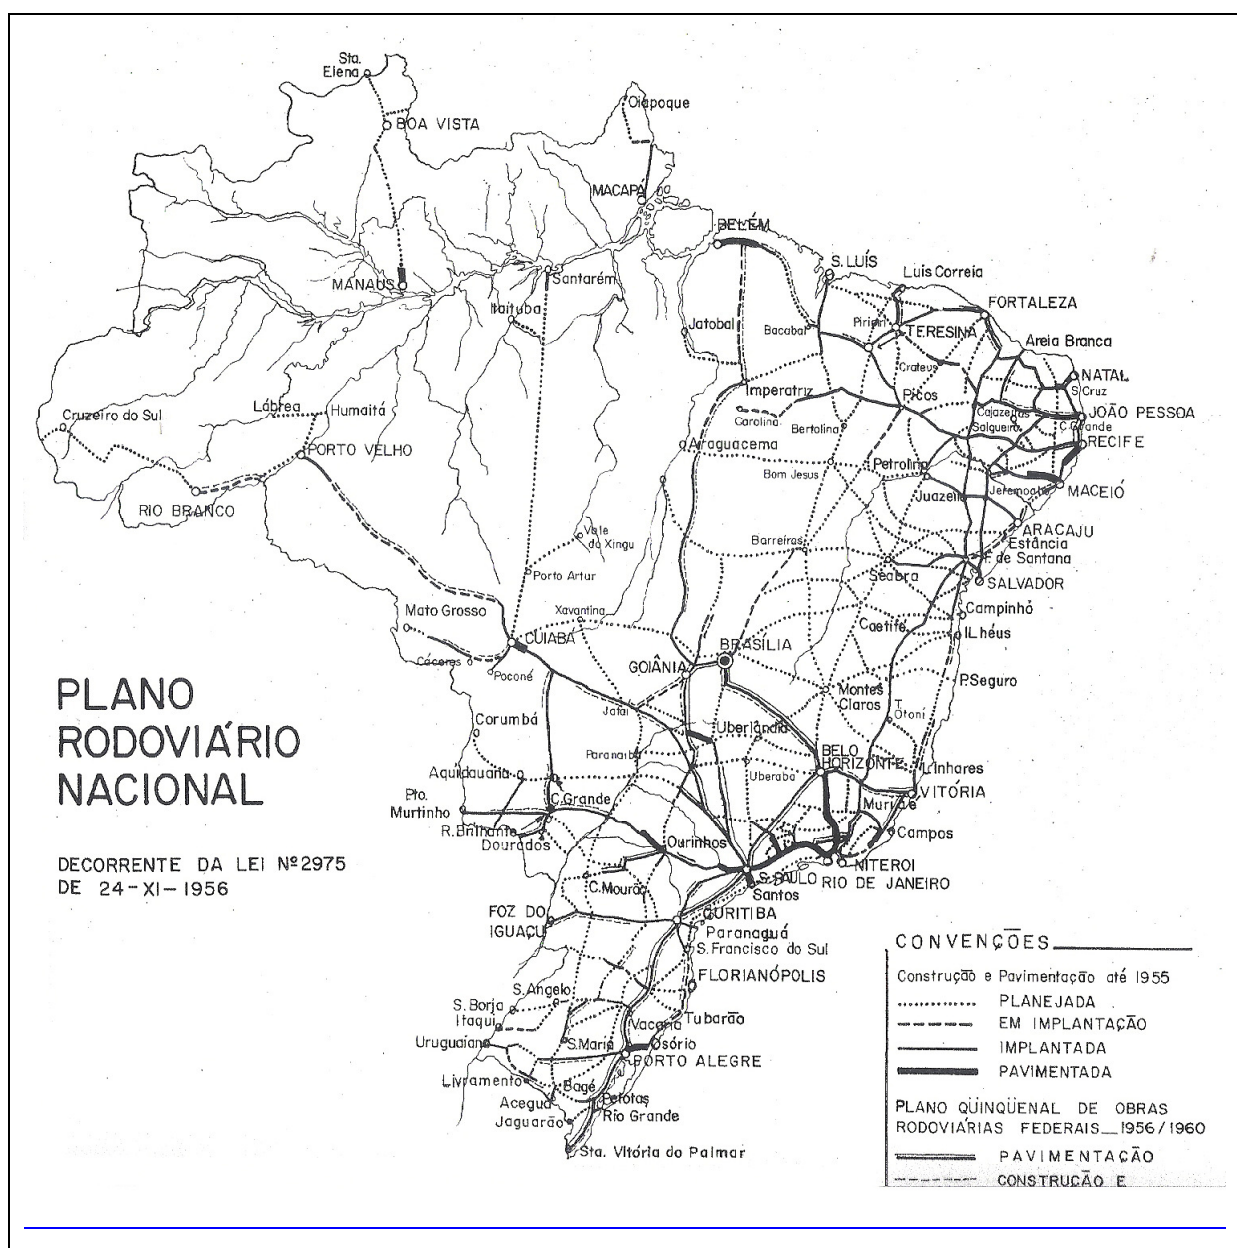 Sta.
Elena
BOA VISTA
Oiapoque
MACAPÁ
BELÉM
S. LUÍS
Luis Correia
FORTALEZA
MANAUS
Santarém
Itaituba
Jatobal
Bacabal
Piripiri
TERESINA
Areia Branca
Crateus
NATAL
S. Cruz
Imperatriz
Picos
Cruzeiro do Sul
Lábrea
Humaitá
Carolina
Bertolina
Cajazeiras
Salgueiro
JOÃO PESSOA
C. Grande
RECIFE
PORTO VELHO
Araguacema
Bom Jesus
Petrolina
Juazeiro
Jeremoabo
MACEIÓ
RIO BRANCO
ARACAJU
Estância
F. de Santana
Vale
do Xingu
Barreiras
Seabra
SALVADOR
Porto Artur
Mato Grosso
Xavantina
Campinho
CUIABÁ
Caetité
ILhéus
Cáceres
Poconé
GOIÂNIA
BRASÍLIA
P. Seguro
Montes
Claros
T.
Otoni
PLANO
RODOVIÁRIO
NACIONAL
Corumbá
Jataí
Uberlândia
Paranaíba
Uberaba
BELO
HORIZONTE
Linhares
VITÓRIA
Aquidauana
Pto.
Murtinho
C. Grande
R. Brilhante
Dourados
Muriaé
Campos
Ourinhos
DECORRENTE DA LEI Nº 2975
DE 24-XI-1956
C. Mourão
S. PAULO
Santos
NITEROI
RIO DE JANEIRO
FOZ DO
IGUAÇU
CURITIBA
Paranaguá
S. Francisco do Sul
FLORIANÓPOLIS
S. Angelo
S. Borja
Itaqui
Uruguaian
Vacaria
Tubarão
S. Maria
Osório
PORTO ALEGRE
Livramento
Bagé
Aceguá
Jaguarão
Pelotas
Rio Grande
Sta. Vitória do Palmar
CONVENÇÕES
Construção e Pavimentação até 1955
PLANEJADA
EM IMPLANTAÇÃO
IMPLANTADA
PAVIMENTADA
PLANO QÜINQÜENAL DE OBRAS
RODOVIÁRIAS FEDERAIS_1956/1960
PAVIMENTAÇÃO
CONSTRUÇÃO E